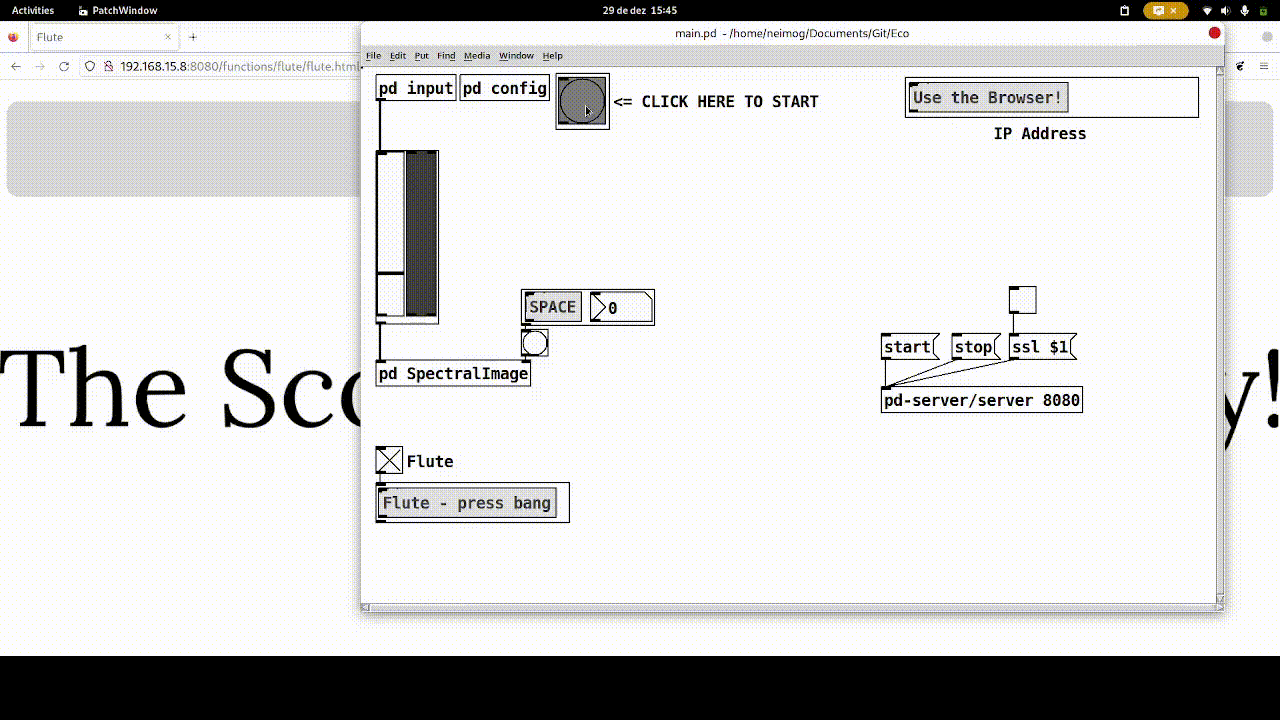 Activities PatchWindow 29 de dez 15:45
Flute × +
main.pd - /home/neimog/Documents/Git/Eco
192.168.15.8:8080/functions/flute/flute.html
File Edit Put Find Media Window Help
pd input pd config <= CLICK HERE TO START Use the Browser!
IP Address
SPACE 0
start stop ssl $1
The Sco y!
pd SpectralImage
pd-server/server 8080
Flute
Flute - press bang